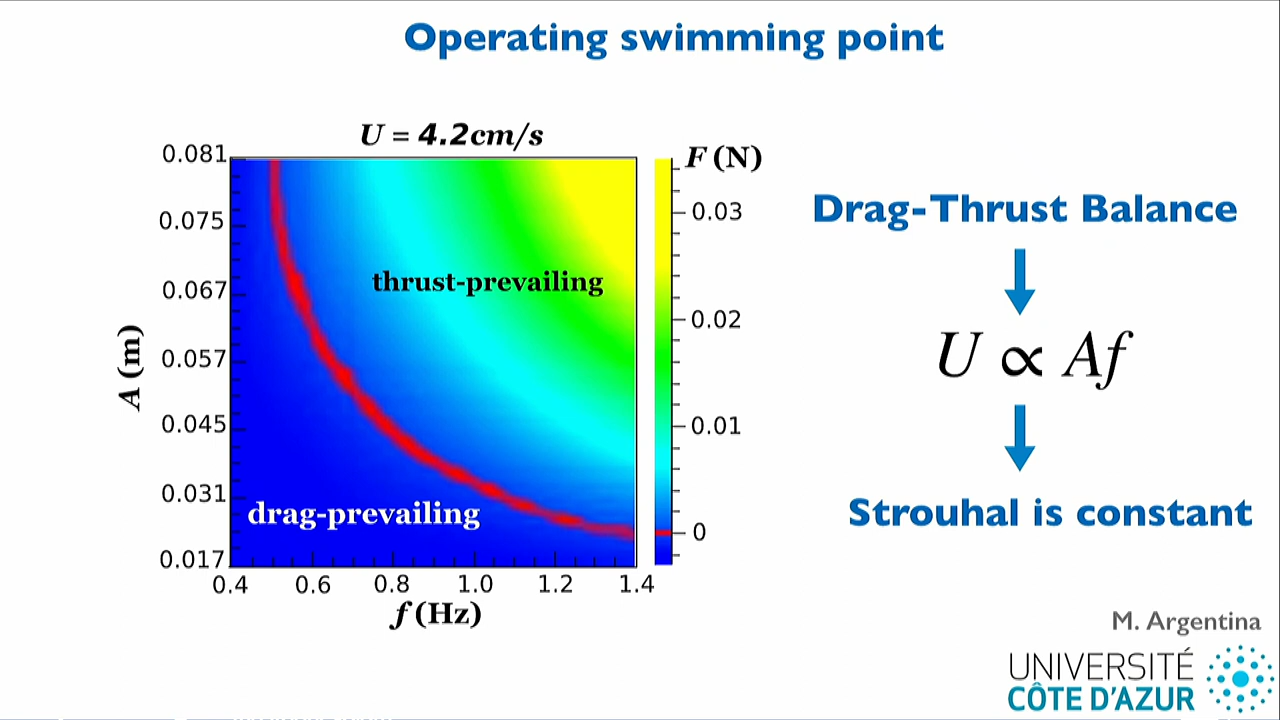 Operating swimming point
U = 4.2cm/s
0.081
0.075
0.067
0.057
0.045
0.031
0.017
A (m)
0.4 0.6 0.8 1.0 1.2 1.4
f (Hz)
thrust-prevailing
drag-prevailing
F (N)
0.03
0.02
0.01
0
Drag-Thrust Balance
U ∝ Af
Strouhal is constant
M. Argentina
UNIVERSITÉ
CÔTE D'AZUR